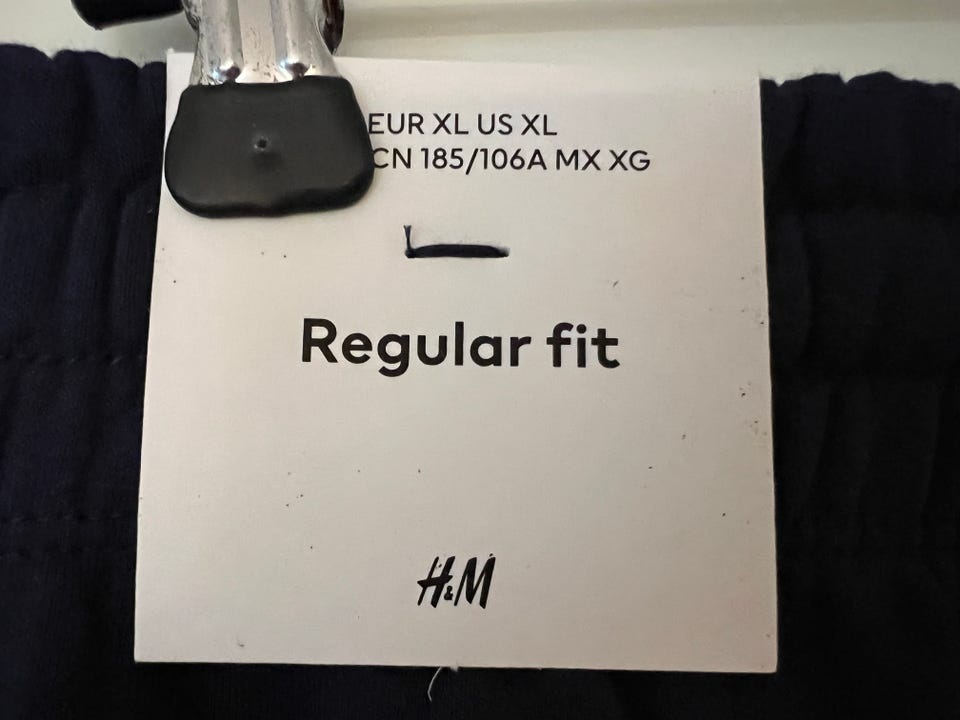 EUR XL US XL
CN 185/106A MX XG
Regular fit
H&M